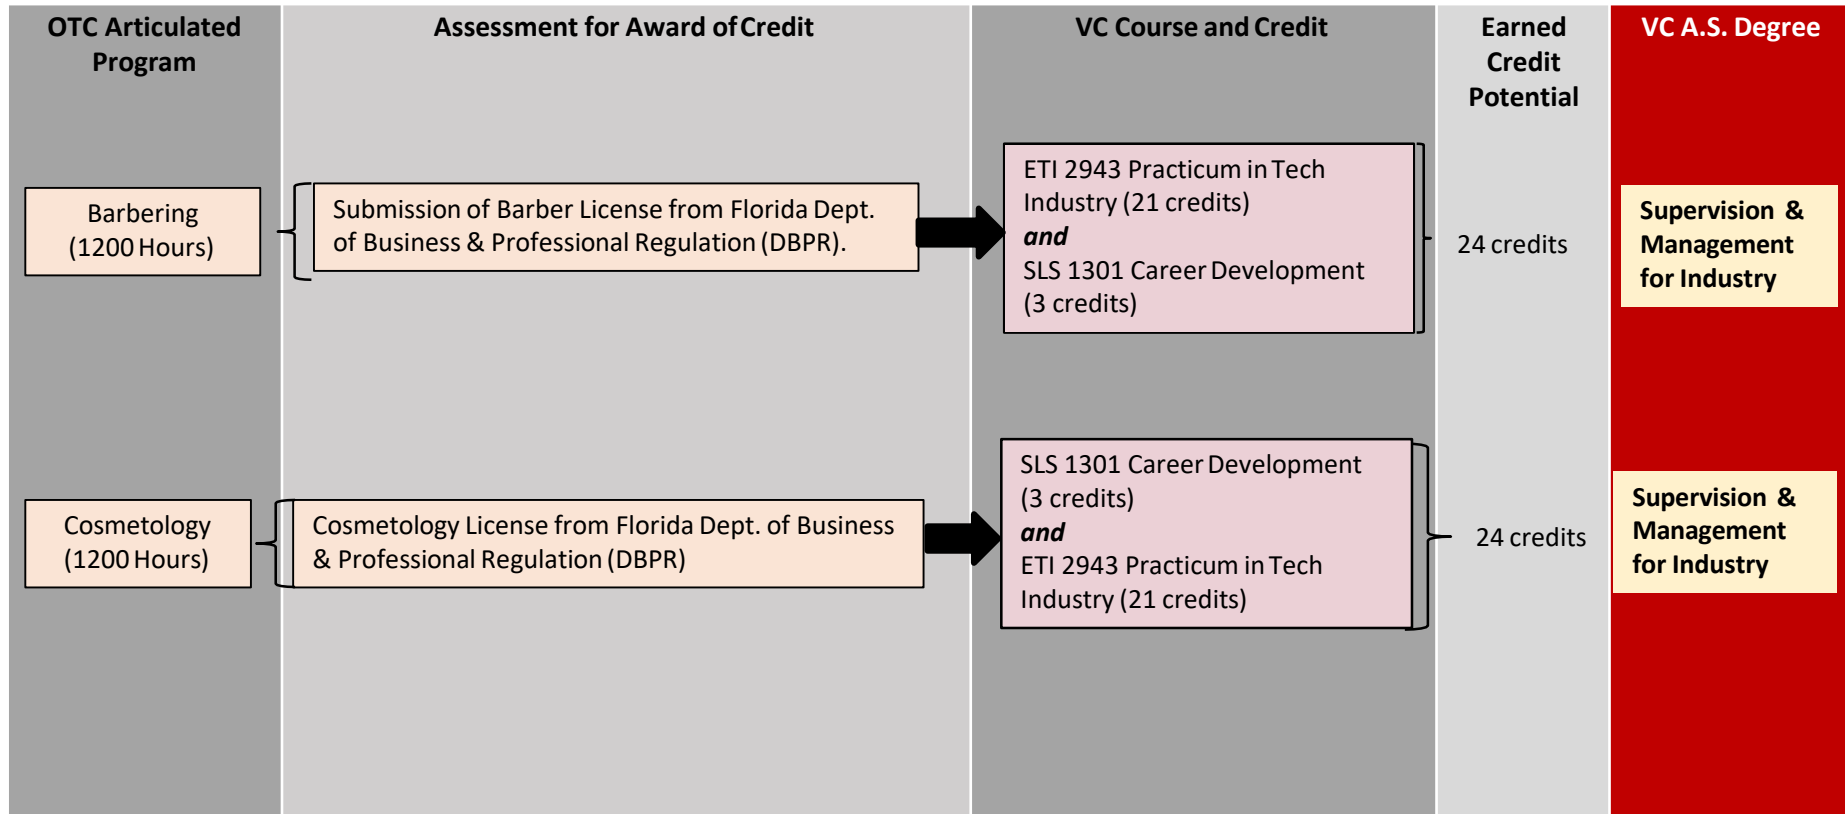 OTC Articulated
Program
Assessment for Award of Credit
VC Course and Credit
Earned
Credit
Potential
VC A.S. Degree
Barbering
(1200 Hours)
Submission of Barber License from Florida Dept.
of Business & Professional Regulation (DBPR).
ETI 2943 Practicum in Tech
Industry (21 credits)
and
SLS 1301 Career Development
(3 credits)
24 credits
Supervision &
Management
for Industry
Cosmetology
(1200 Hours)
Cosmetology License from Florida Dept. of Business
& Professional Regulation (DBPR)
SLS 1301 Career Development
(3 credits)
and
ETI 2943 Practicum in Tech
Industry (21 credits)
24 credits
Supervision &
Management
for Industry